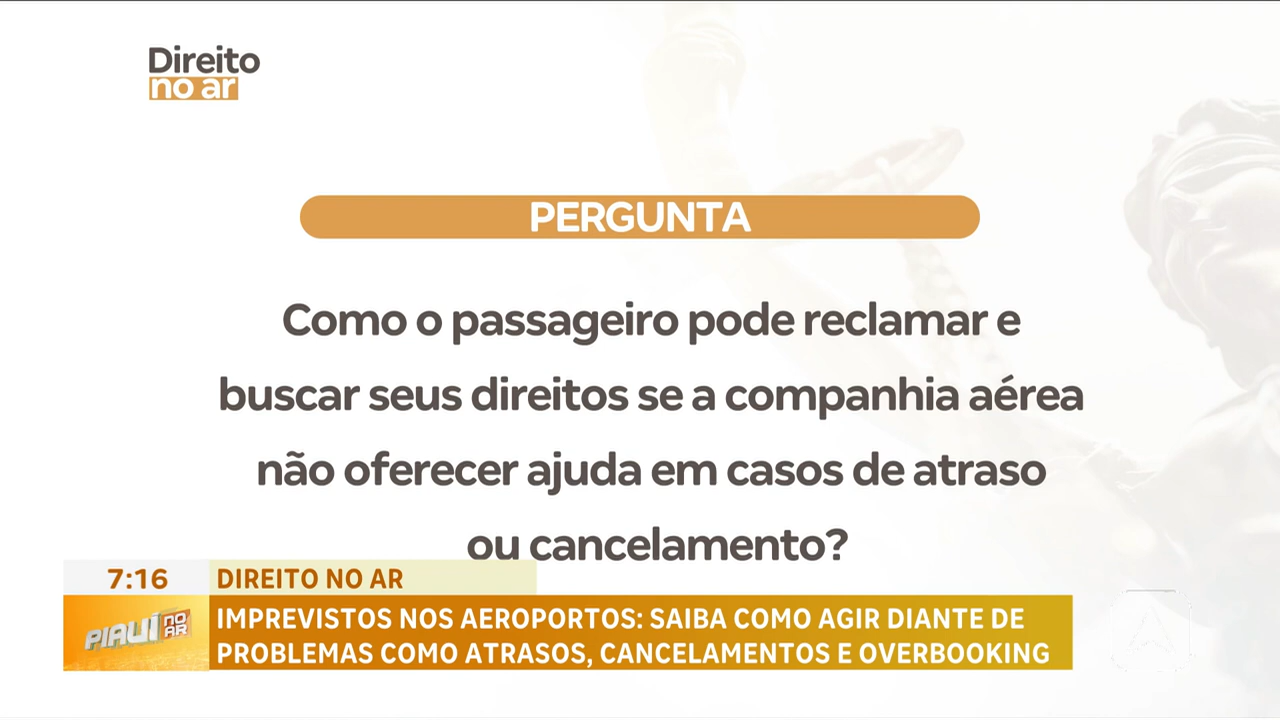 Direito
no ar
PERGUNTA
Como o passageiro pode reclamar e
buscar seus direitos se a companhia aérea
não oferecer ajuda em casos de atraso
ou cancelamento?
7:16
DIREITO NO AR
PIAUÍ NO AR
IMPREVISTOS NOS AEROPORTOS: SAIBA COMO AGIR DIANTE DE
PROBLEMAS COMO ATRASOS, CANCELAMENTOS E OVERBOOKING